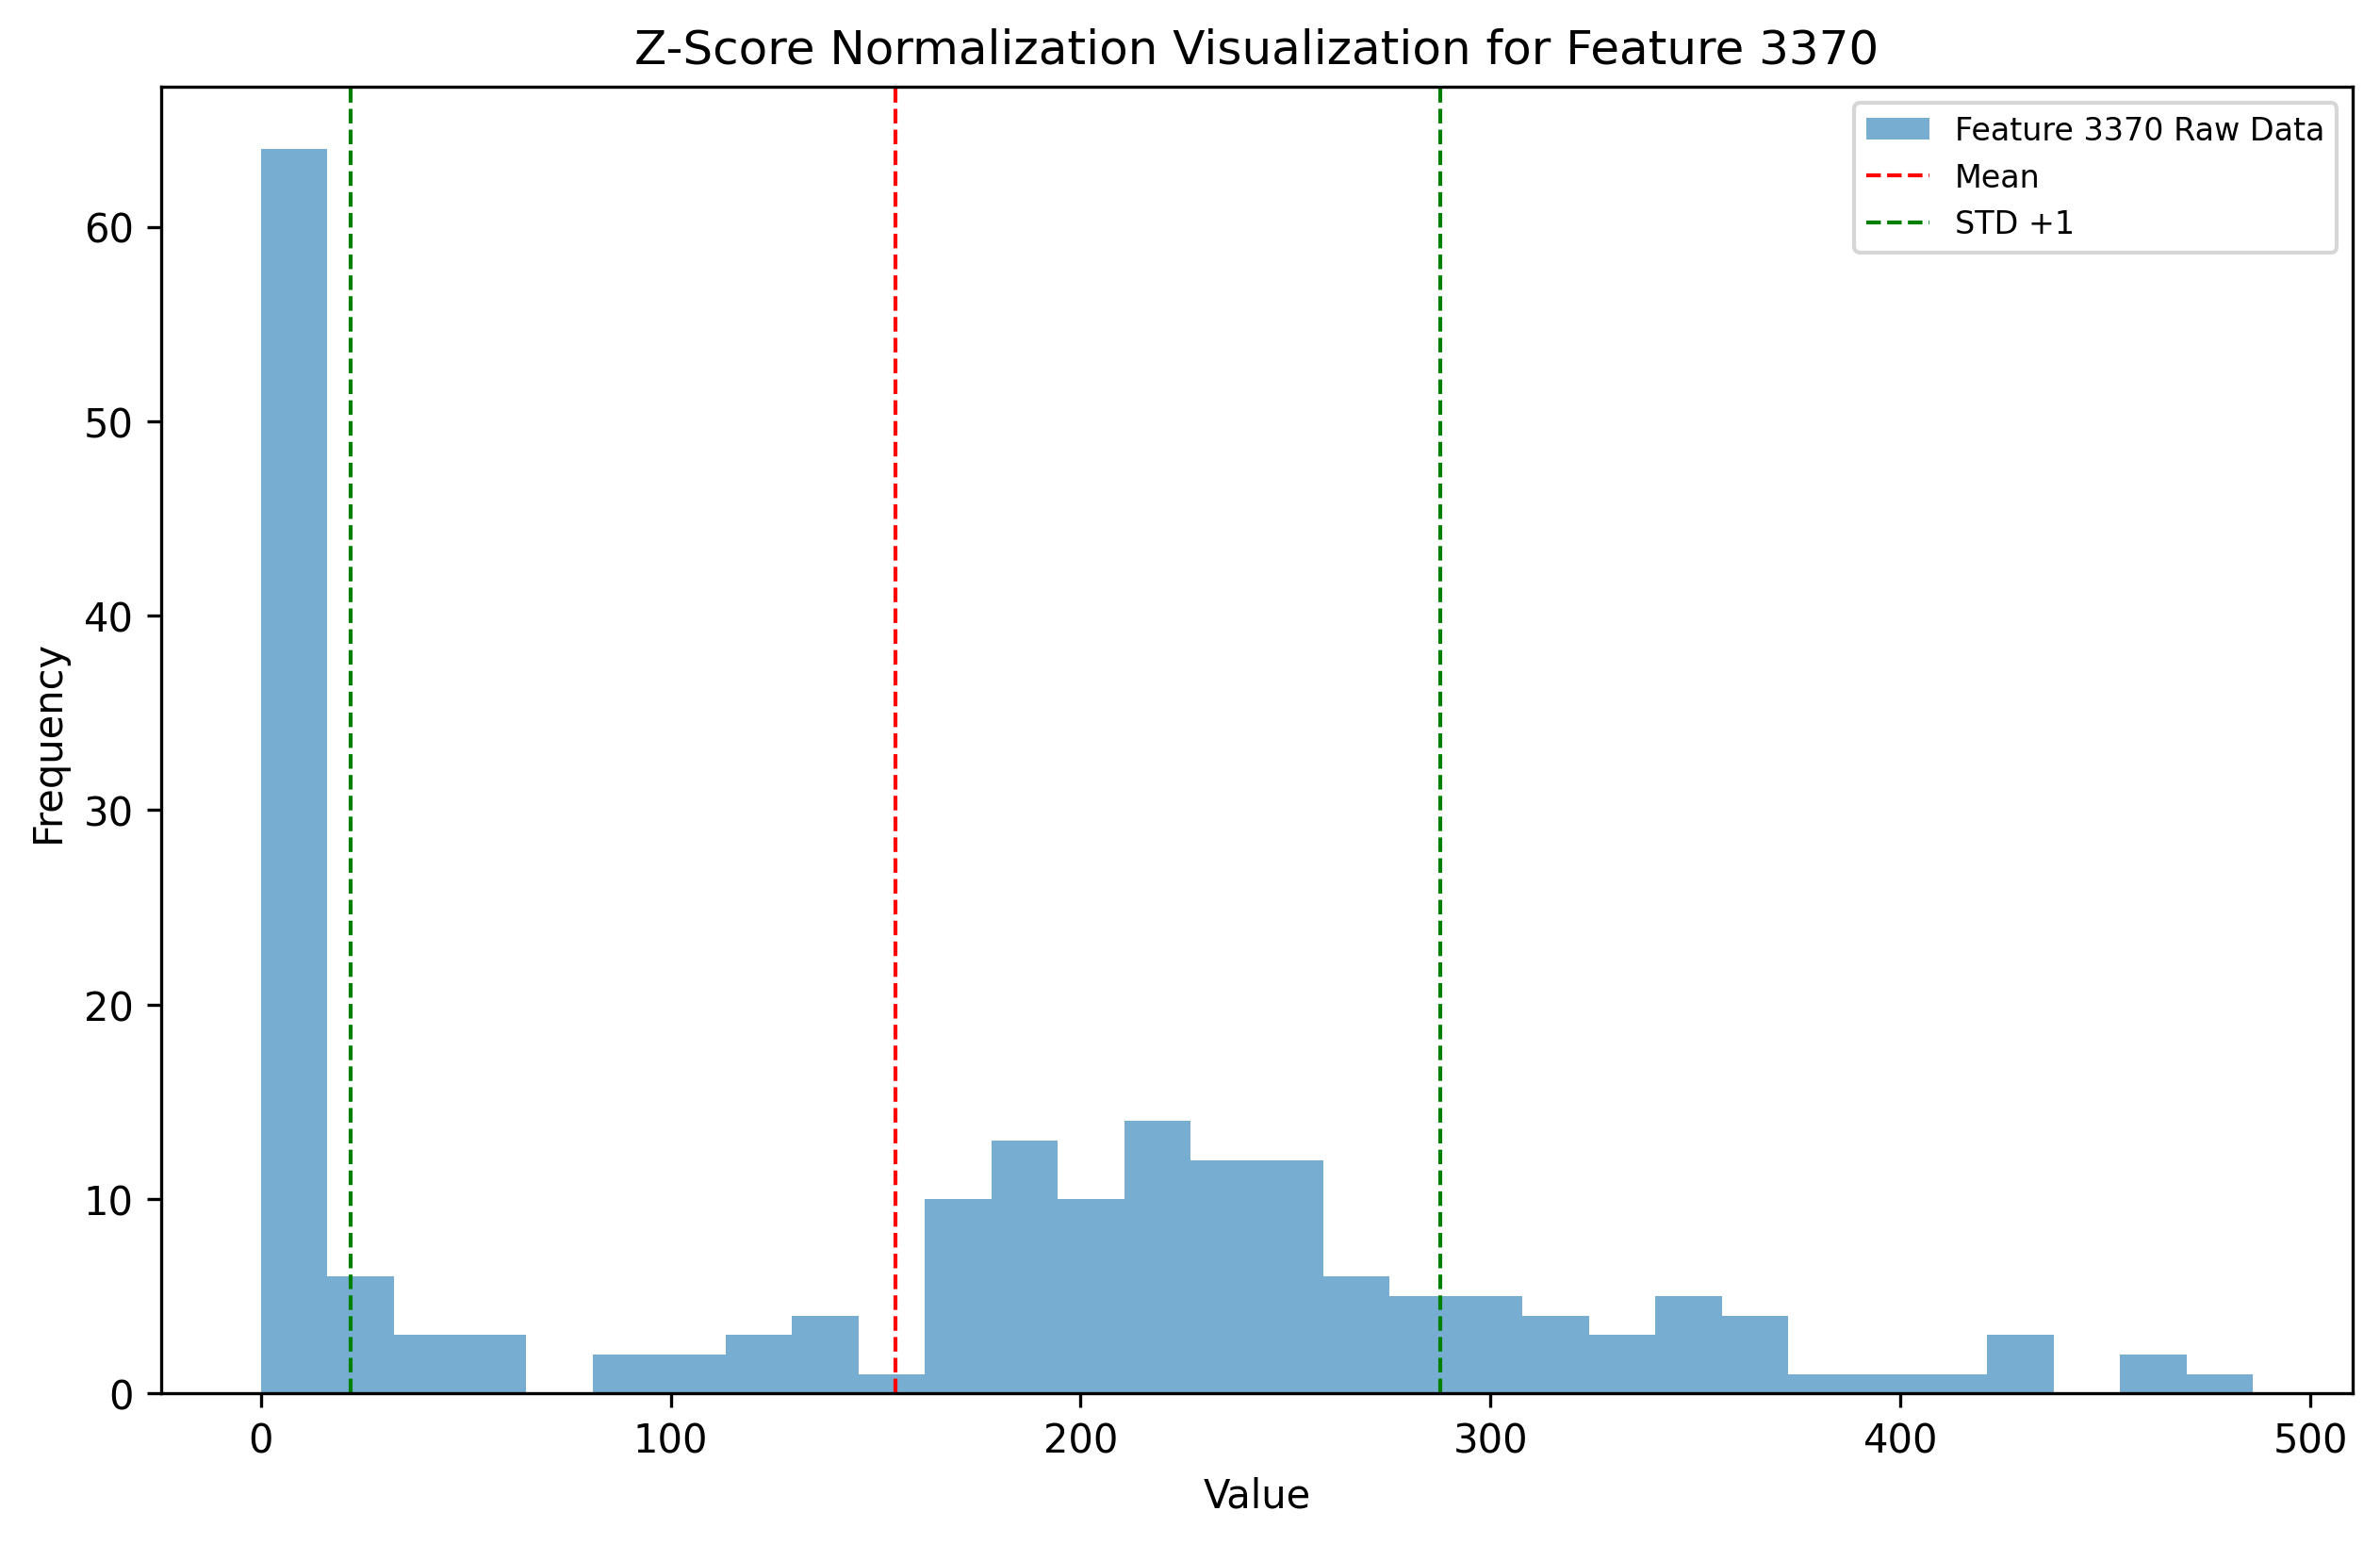 Z-Score Normalization Visualization for Feature 3370
Feature 3370 Raw Data
Mean
STD +1
Frequency
60
50
40
30
20
10
0
0 100 200 300 400 500
Value